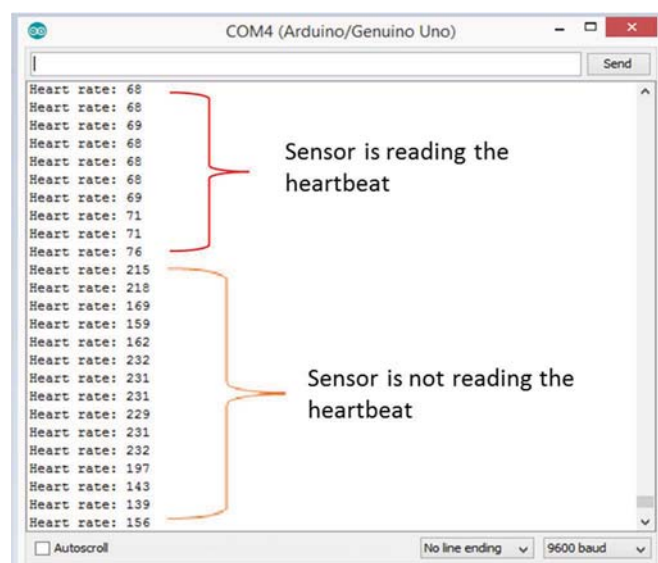 COM4 (Arduino/Genuino Uno)
Send
Heart rate: 68
Heart rate: 68
Heart rate: 69
Heart rate: 68
Heart rate: 68
Heart rate: 68
Heart rate: 69
Heart rate: 71
Heart rate: 71
Heart rate: 76
Sensor is reading the
heartbeat
Heart rate: 215
Heart rate: 218
Heart rate: 169
Heart rate: 159
Heart rate: 162
Heart rate: 232
Heart rate: 231
Heart rate: 231
Heart rate: 229
Heart rate: 231
Heart rate: 232
Heart rate: 197
Heart rate: 143
Heart rate: 139
Heart rate: 156
Sensor is not reading the
heartbeat
Autoscroll
No line ending
9600 baud